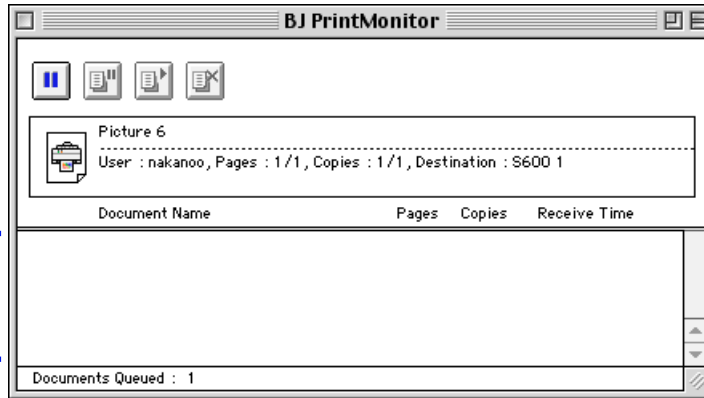 BJ PrintMonitor
Picture 6
User : nakanoo, Pages : 1/1, Copies : 1/1, Destination : S600 1
Document Name Pages Copies Receive Time
Documents Queued : 1